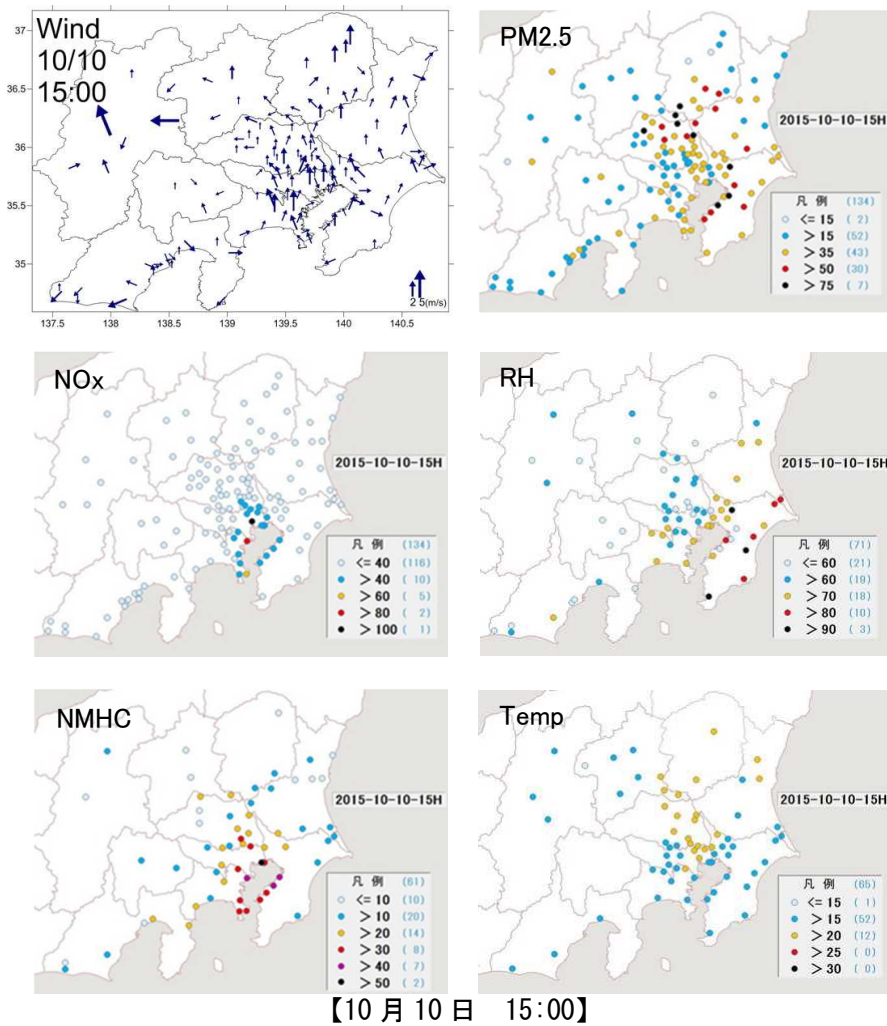 Wind
10/10
15:00
37
36.5
36
35.5
35
2 5(m/s)
137.5 138 138.5 139 139.5 140 140.5
PM2.5
2015-10-10-15H
凡 例 (134)
<= 15 ( 2)
> 15 (52)
> 35 (43)
> 50 (30)
> 75 ( 7)
NOx
2015-10-10-15H
凡 例 (134)
<= 40 (116)
> 40 ( 10)
> 60 ( 5)
> 80 ( 2)
> 100 ( 1)
RH
2015-10-10-15H
凡 例 (71)
<= 60 (21)
> 60 (19)
> 70 (18)
> 80 (10)
> 90 ( 3)
NMHC
2015-10-10-15H
凡 例 (61)
<= 10 (10)
> 10 (20)
> 20 (14)
> 30 ( 8)
> 40 ( 7)
> 50 ( 2)
Temp
2015-10-10-15H
凡 例 (65)
<= 15 ( 1)
> 15 (52)
> 20 (12)
> 25 ( 0)
> 30 ( 0)
【10 月 10 日 15:00】